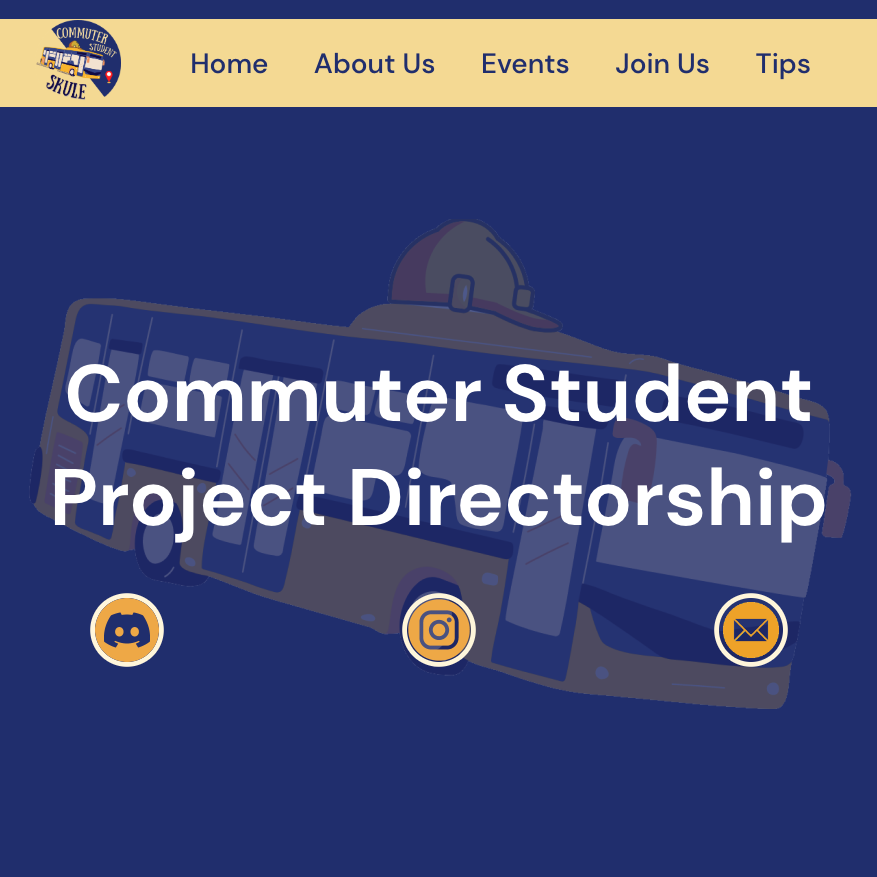 COMMUTER
STUDENT
SKULE
Home About Us Events Join Us Tips
Commuter Student
Project Directorship